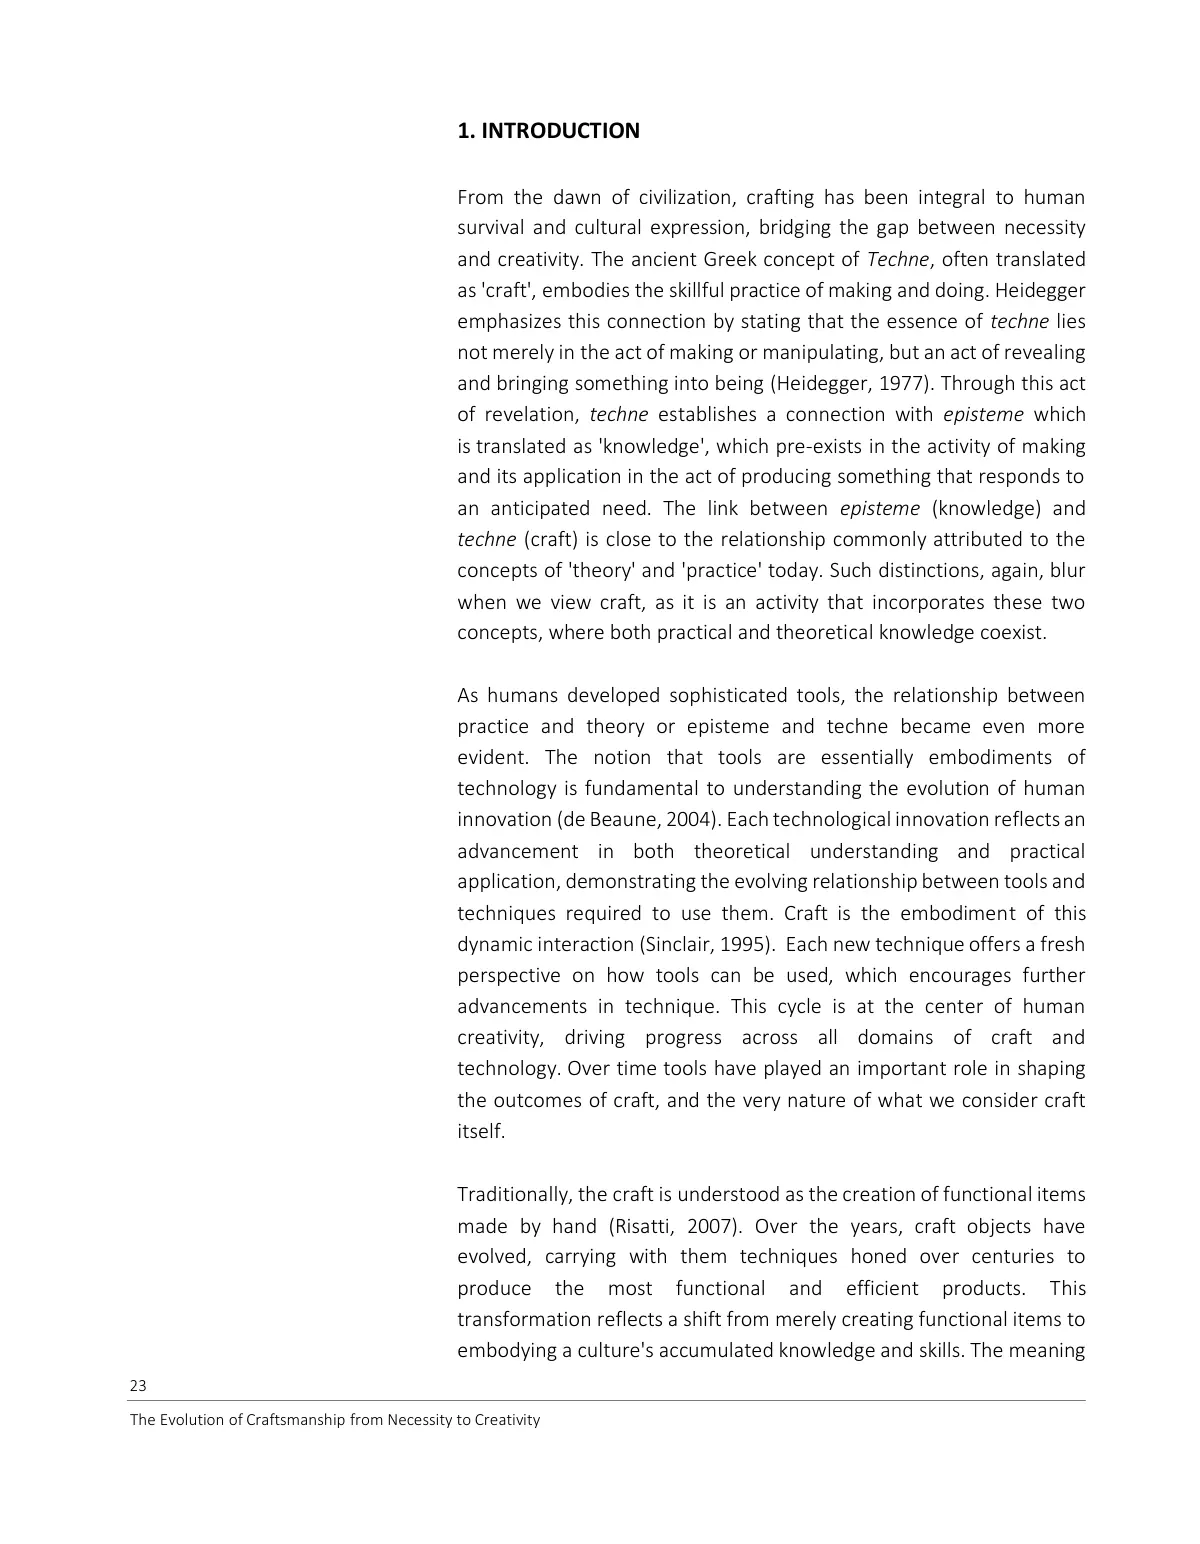 1. INTRODUCTION
From the dawn of civilization, crafting has been integral to human
survival and cultural expression, bridging the gap between necessity
and creativity. The ancient Greek concept of Techne, often translated
as 'craft', embodies the skillful practice of making and doing. Heidegger
emphasizes this connection by stating that the essence of techne lies
not merely in the act of making or manipulating, but an act of revealing
and bringing something into being (Heidegger, 1977). Through this act
of revelation, techne establishes a connection with episteme which
is translated as 'knowledge', which pre-exists in the activity of making
and its application in the act of producing something that responds to
an anticipated need. The link between episteme (knowledge) and
techne (craft) is close to the relationship commonly attributed to the
concepts of 'theory' and 'practice' today. Such distinctions, again, blur
when we view craft, as it is an activity that incorporates these two
concepts, where both practical and theoretical knowledge coexist.
As humans developed sophisticated tools, the relationship between
practice and theory or episteme and techne became even more
evident. The notion that tools are essentially embodiments of
technology is fundamental to understanding the evolution of human
innovation (de Beaune, 2004). Each technological innovation reflects an
advancement in both theoretical understanding and practical
application, demonstrating the evolving relationship between tools and
techniques required to use them. Craft is the embodiment of this
dynamic interaction (Sinclair, 1995). Each new technique offers a fresh
perspective on how tools can be used, which encourages further
advancements in technique. This cycle is at the center of human
creativity, driving progress across all domains of craft and
technology. Over time tools have played an important role in shaping
the outcomes of craft, and the very nature of what we consider craft
itself.
Traditionally, the craft is understood as the creation of functional items
made by hand (Risatti, 2007). Over the years, craft objects have
evolved, carrying with them techniques honed over centuries to
produce the most functional and efficient products. This
transformation reflects a shift from merely creating functional items to
embodying a culture's accumulated knowledge and skills. The meaning
23
The Evolution of Craftsmanship from Necessity to Creativity